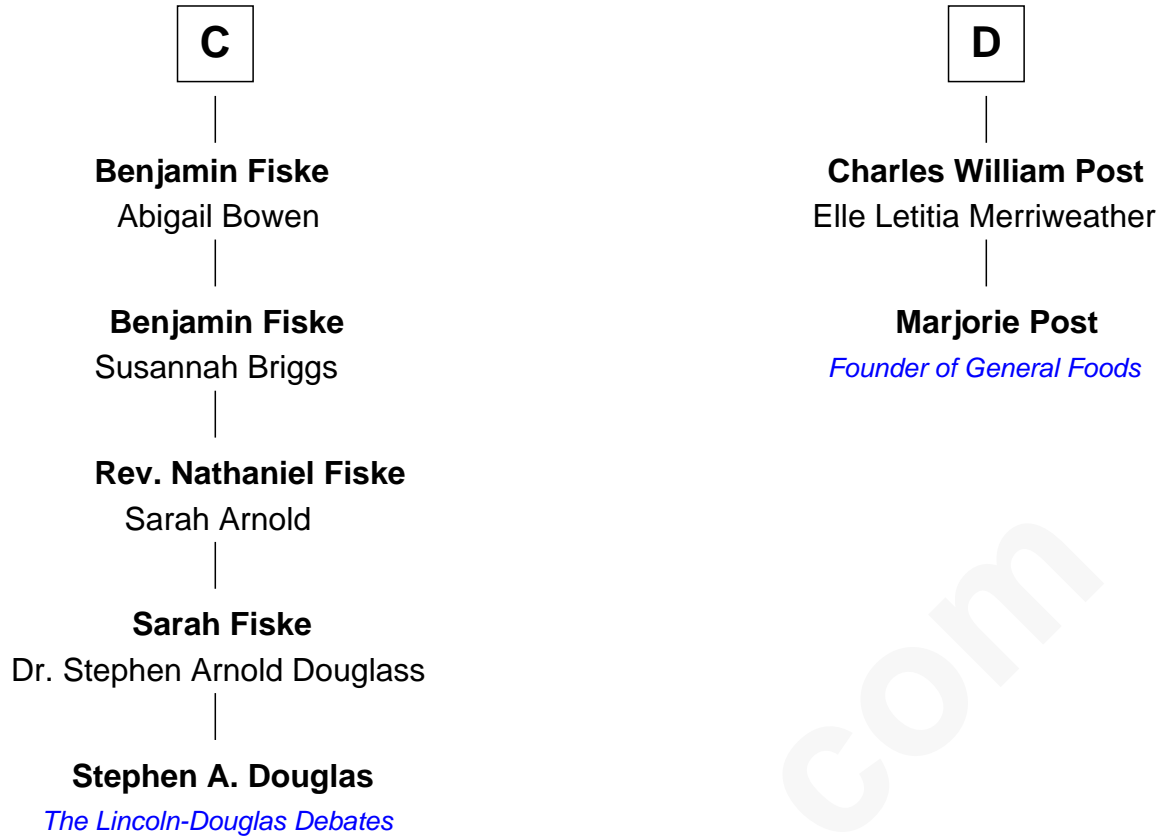 C
Benjamin Fiske
Abigail Bowen
Benjamin Fiske
Susannah Briggs
Rev. Nathaniel Fiske
Sarah Arnold
Sarah Fiske
Dr. Stephen Arnold Douglass
Stephen A. Douglas
The Lincoln-Douglas Debates
D
Charles William Post
Elle Letitia Merriweather
Marjorie Post
Founder of General Foods
com